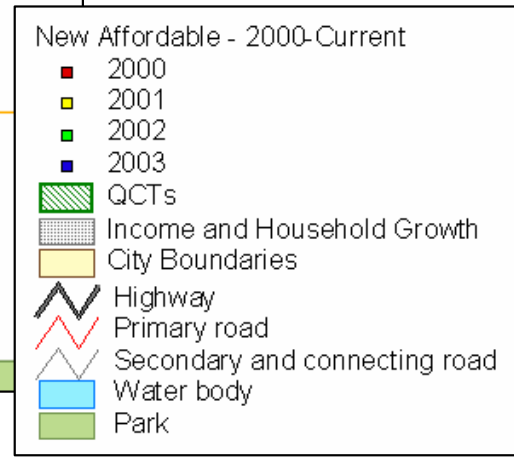 New Affordable - 2000-Current
2000
2001
2002
2003
QCTs
Income and Household Growth
City Boundaries
Highway
Primary road
Secondary and connecting road
Water body
Park